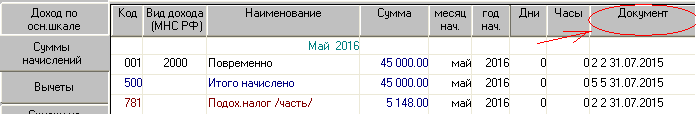 Доход по осн.шкале
Суммы начислений
Вычеты
Код Вид дохода (МНС РФ) Наименование Сумма месяц нач. год нач. Дни Часы Документ
Май 2016
001 2000 Повременно 45 000.00 май 2016 0 0 2 2 31.07.2015
500 Итого начислено 45 000.00 май 2016 0 0 5 5 31.07.2015
781 Подох.налог /часть/ 5 148.00 май 2016 0 0 2 2 31.07.2015